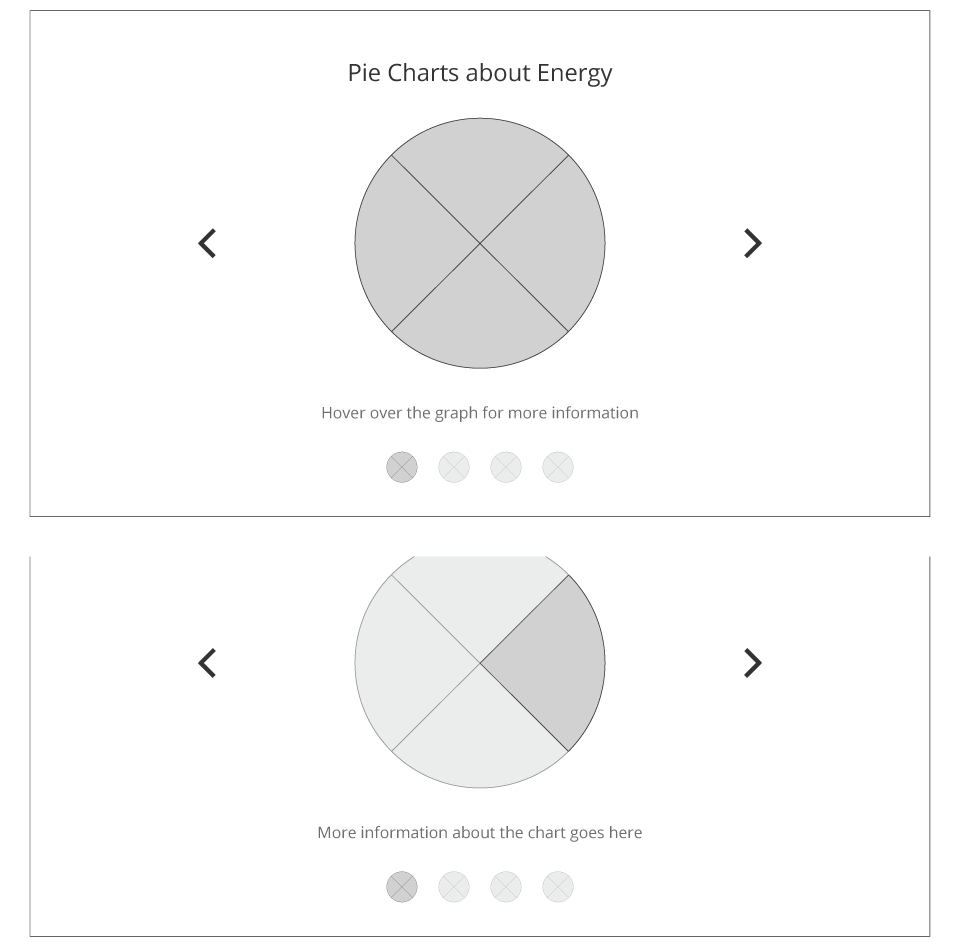 Pie Charts about Energy
Hover over the graph for more information
More information about the chart goes here